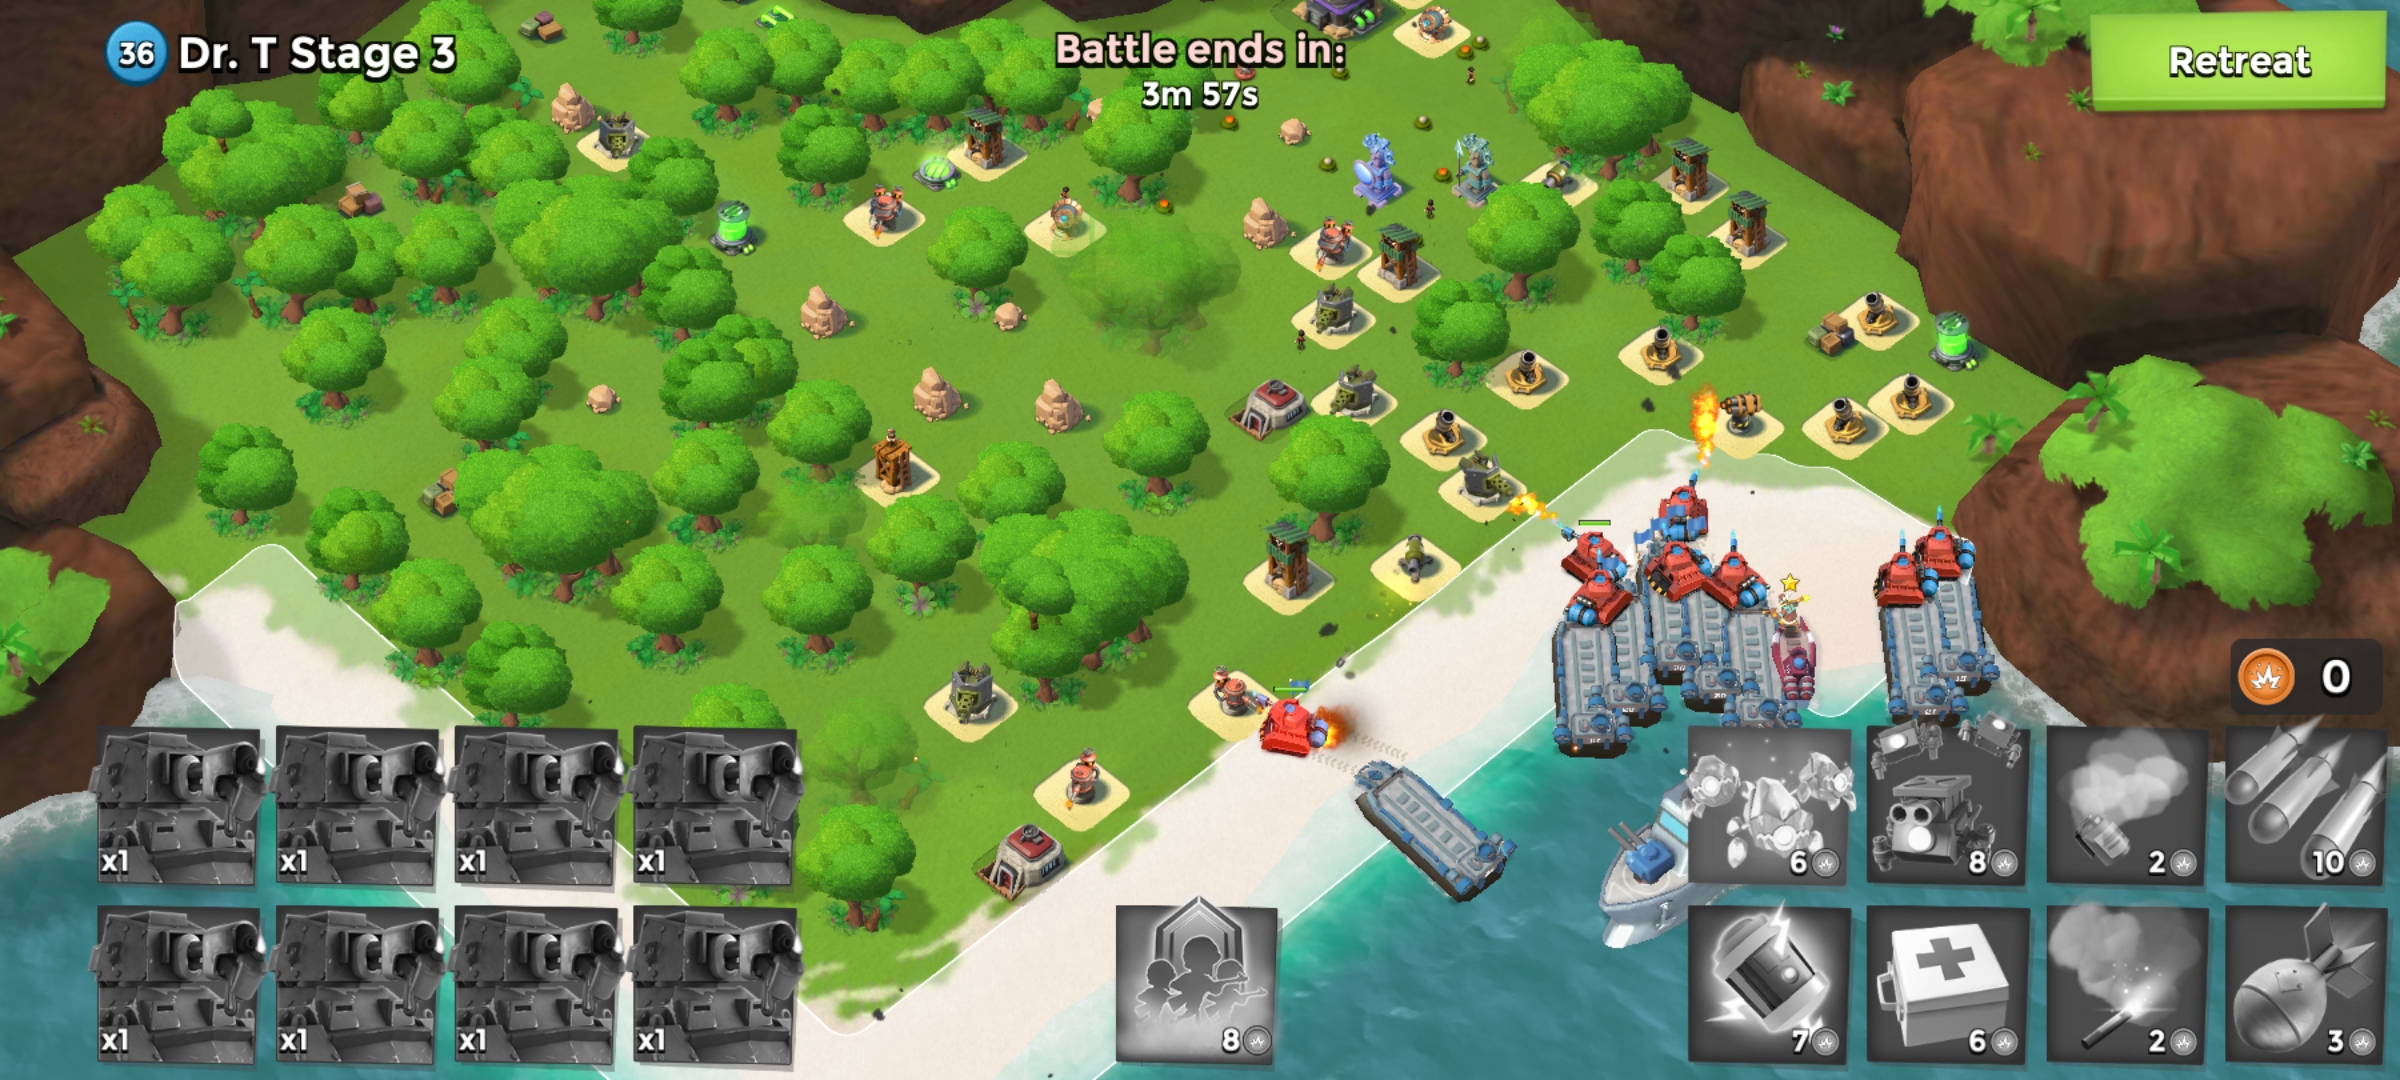 36 Dr. T Stage 3
Battle ends in:
3m 57s
Retreat
0
x1 x1 x1 x1
6 8 2 10
x1 x1 x1 x1
8
7 6 2 3